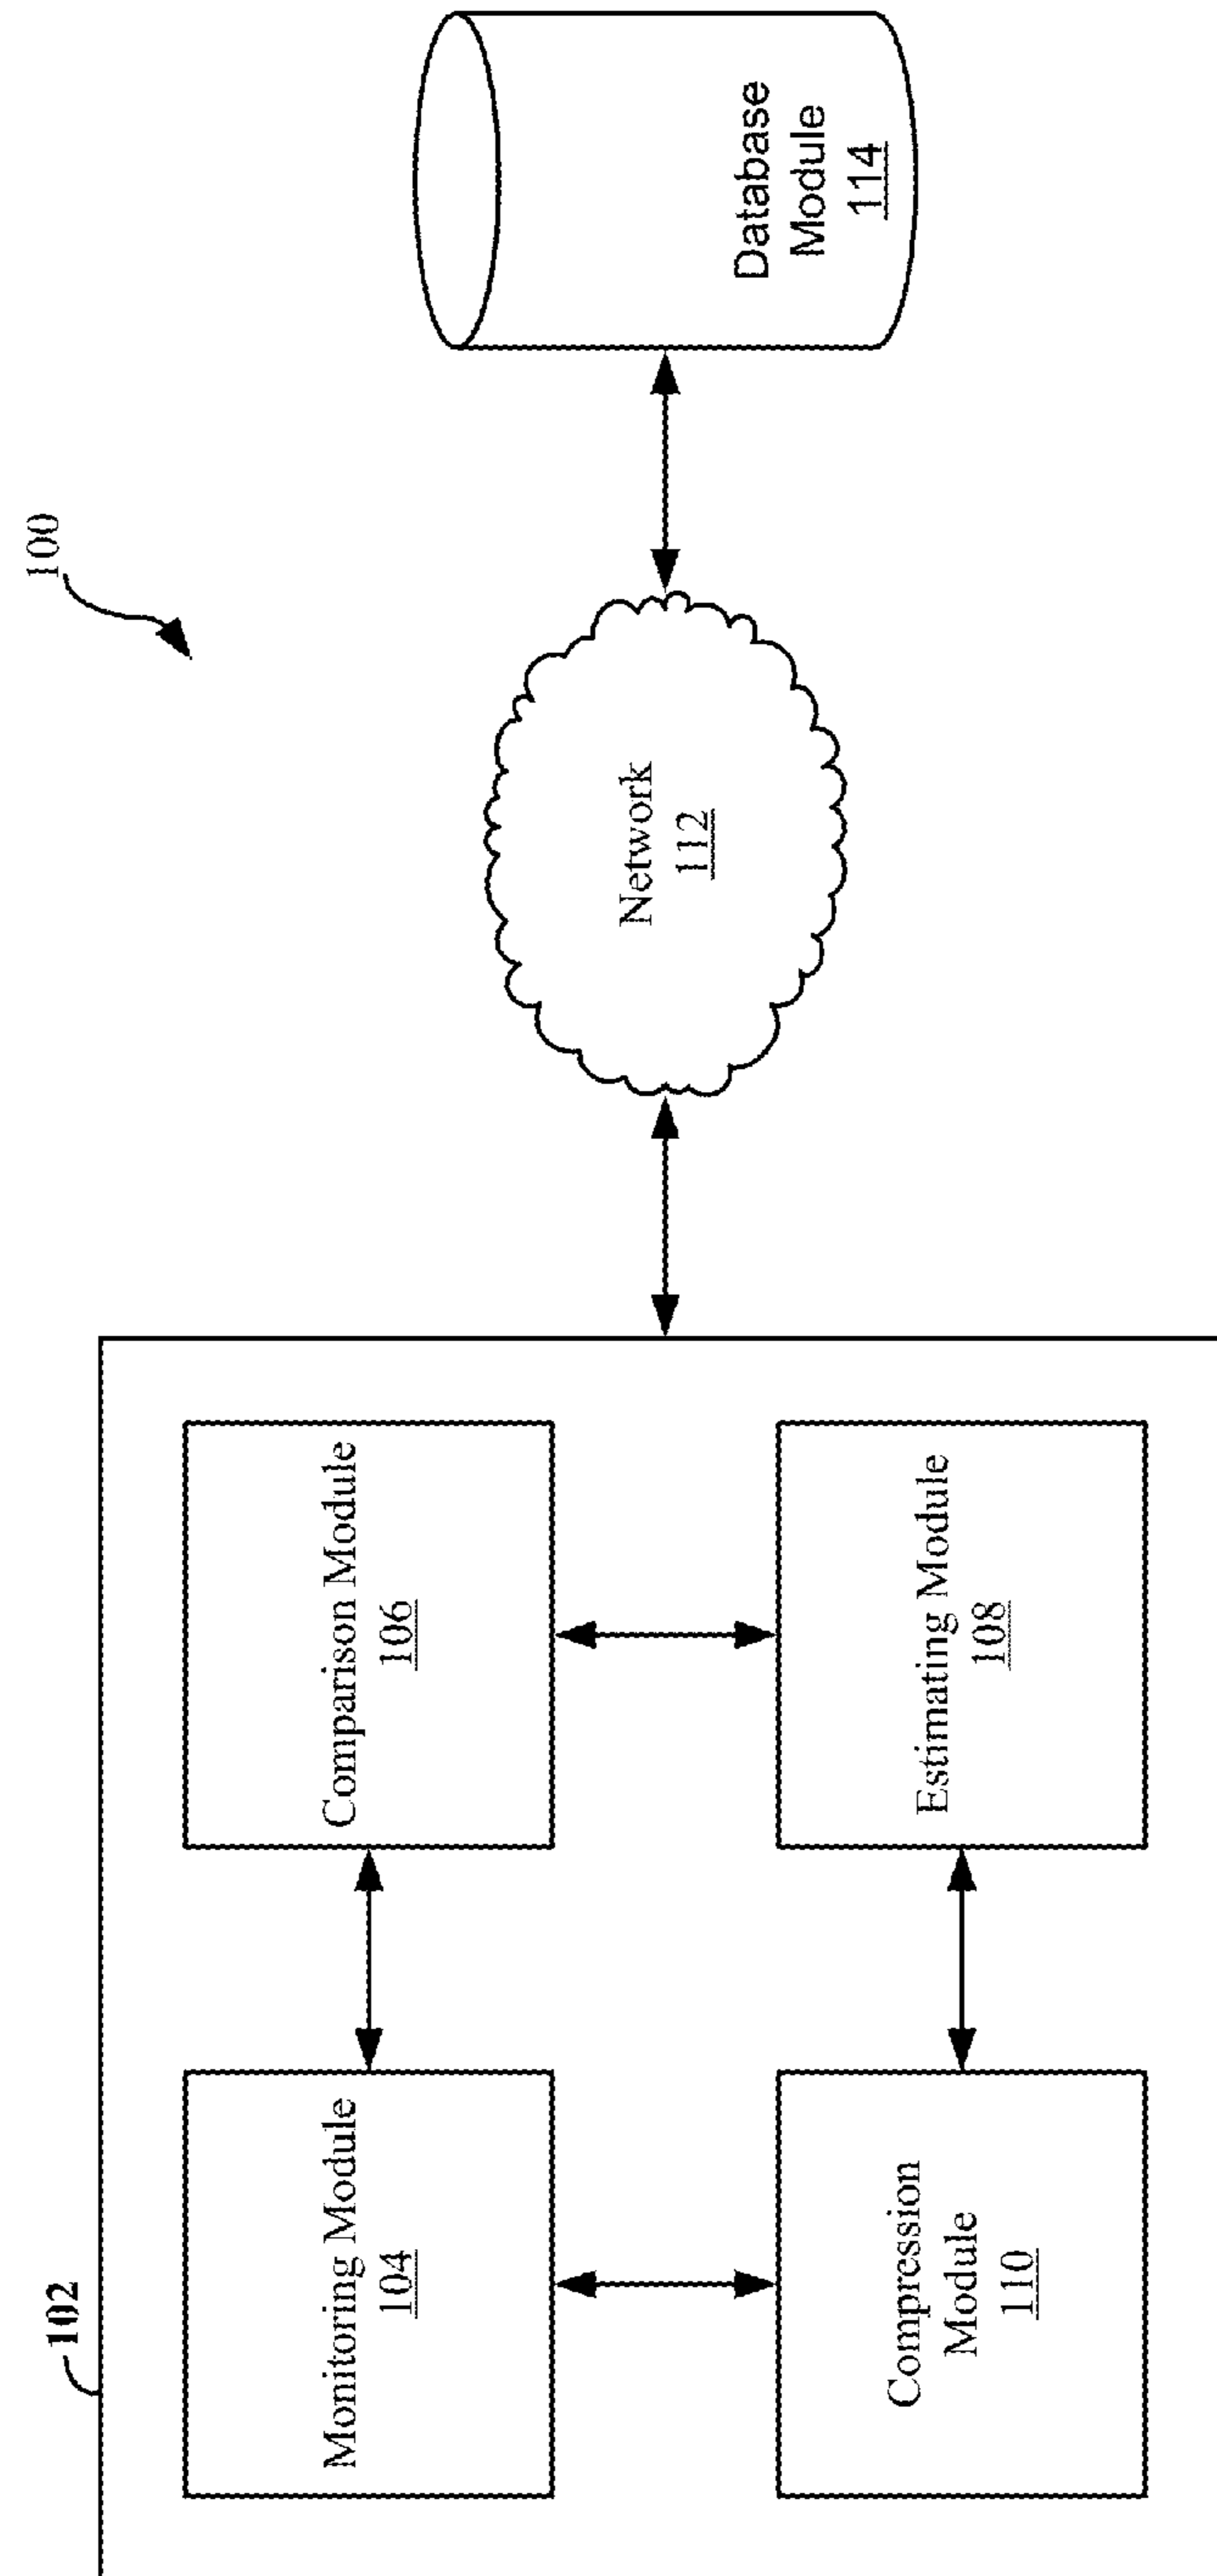 100
102
Monitoring Module
104
Comparison Module
106
Compression
Module
110
Estimating Module
108
Network
112
Database
Module
114